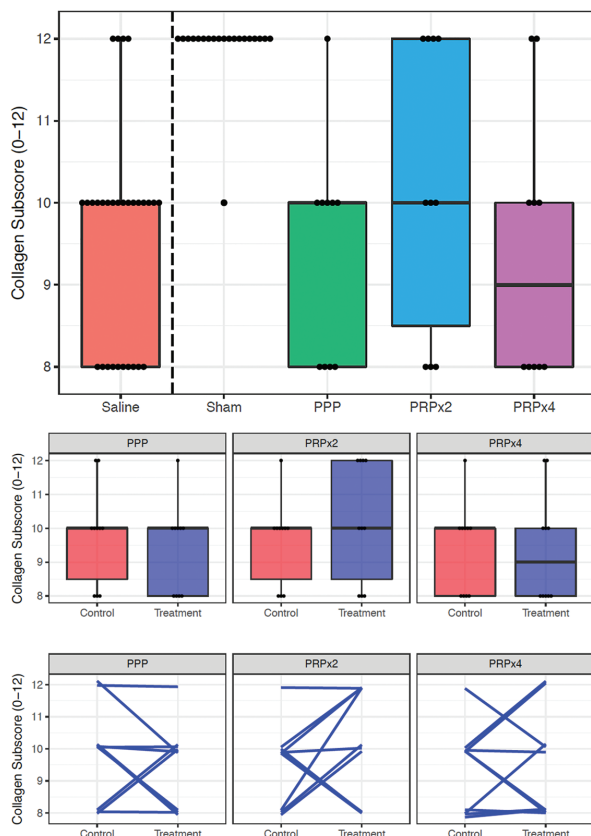 Collagen Subscore (0−12)
12
11
10
9
8
Saline Sham PPP PRPx2 PRPx4
PPP PRPx2 PRPx4
Collagen Subscore (0−12)
12
11
10
9
8
Control Treatment Control Treatment Control Treatment
PPP PRPx2 PRPx4
Collagen Subscore (0−12)
12
11
10
9
8
Control Treatment Control Treatment Control Treatment